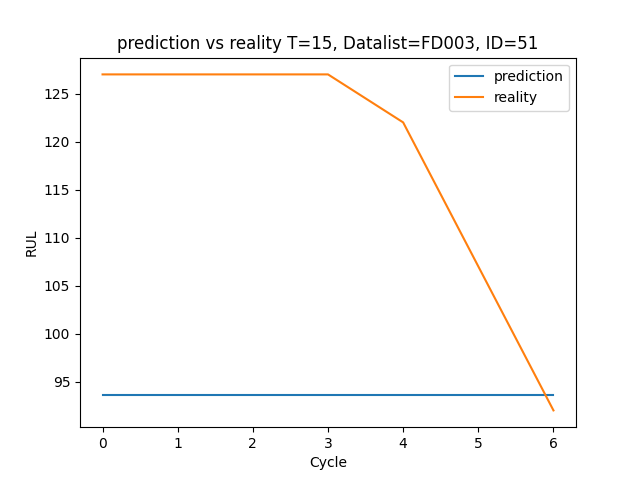 prediction vs reality T=15, Datalist=FD003, ID=51
prediction
reality
125
120
115
110
105
100
95
RUL
0 1 2 3 4 5 6
Cycle